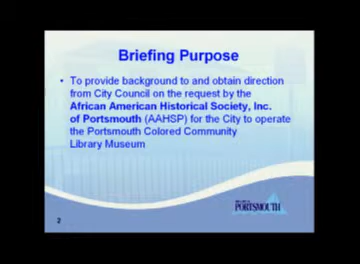 Briefing Purpose
• To provide background to and obtain direction
from City Council on the request by the
African American Historical Society, Inc.
of Portsmouth (AAHSP) for the City to operate
the Portsmouth Colored Community
Library Museum
PORTSMOUTH
2